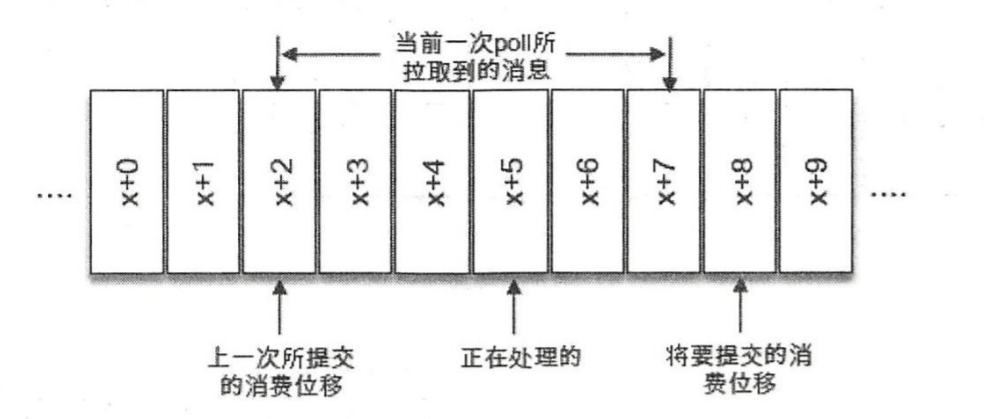 当前一次poll所
拉取到的消息
....
x+0
x+1
x+2
x+3
x+4
x+5
x+6
x+7
x+8
x+9
....
上一次所提交
的消费位移
正在处理的
将要提交的消
费位移